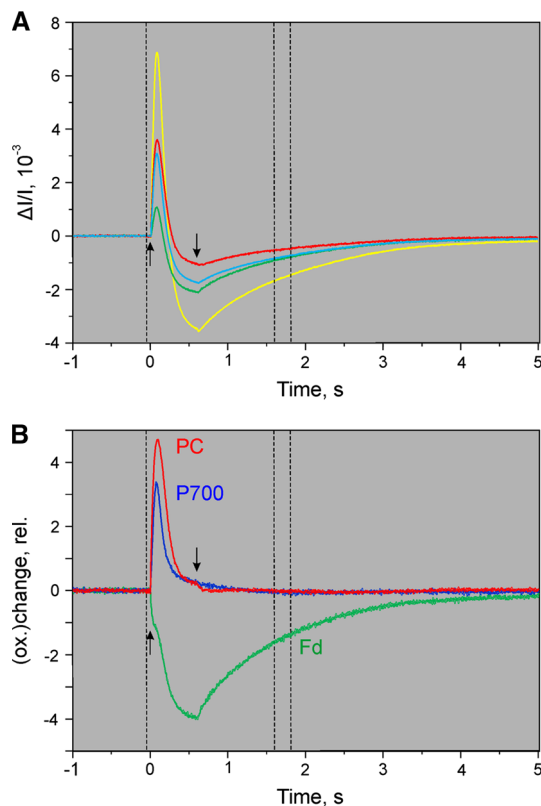 A
8
6
4
2
0
-2
-4
ΔI/I, 10⁻³
-1 0 1 2 3 4 5
Time, s
B
4
2
0
-2
-4
(ox.)change, rel.
PC
P700
Fd
-1 0 1 2 3 4 5
Time, s